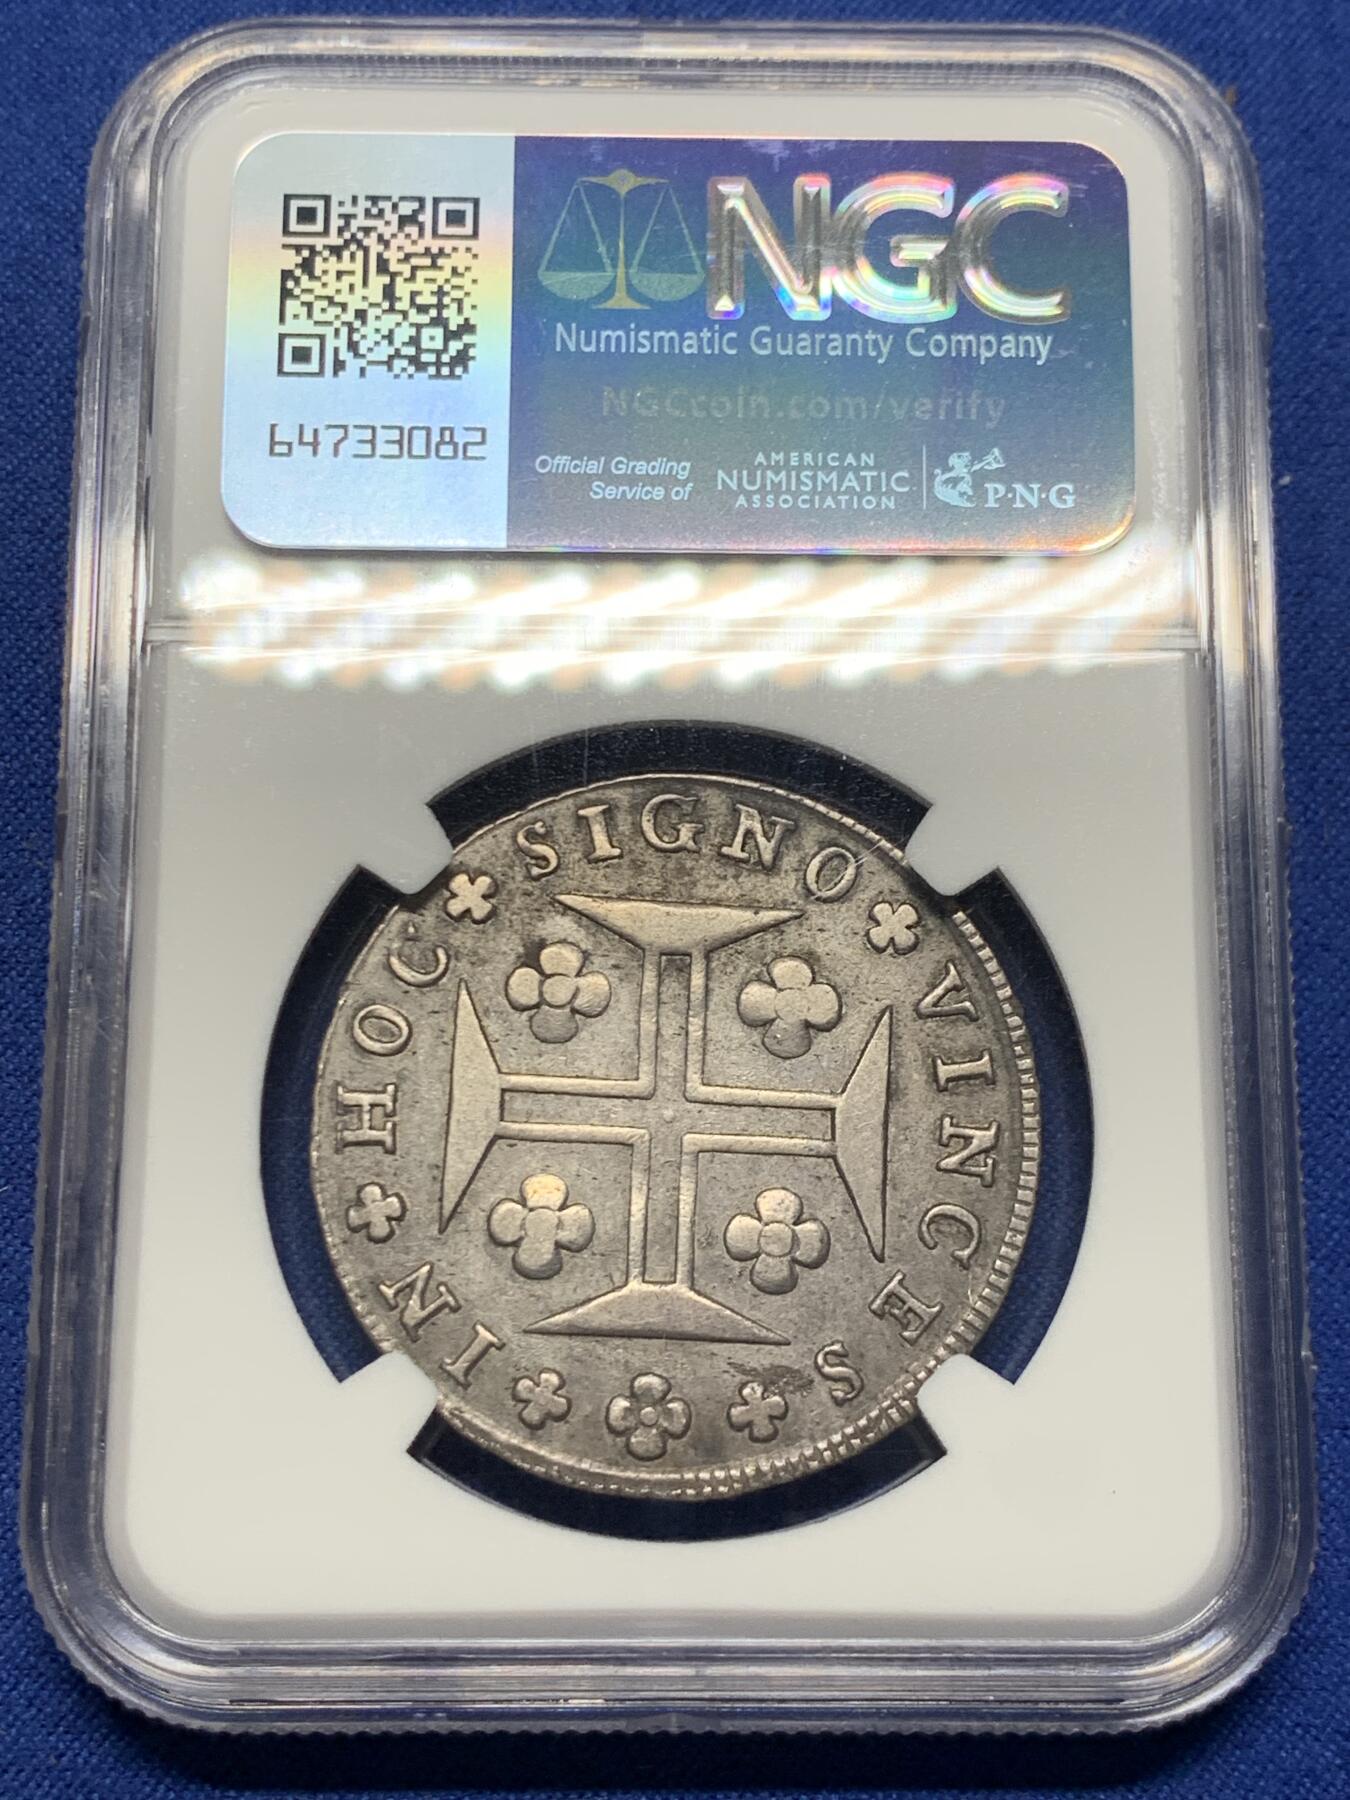 NGC
Numismatic Guaranty Company
NGCcoin.com/verify
64733082
Official Grading
Service of
AMERICAN
NUMISMATIC
ASSOCIATION
P·N·G
IN HOC SIGNO VINCES